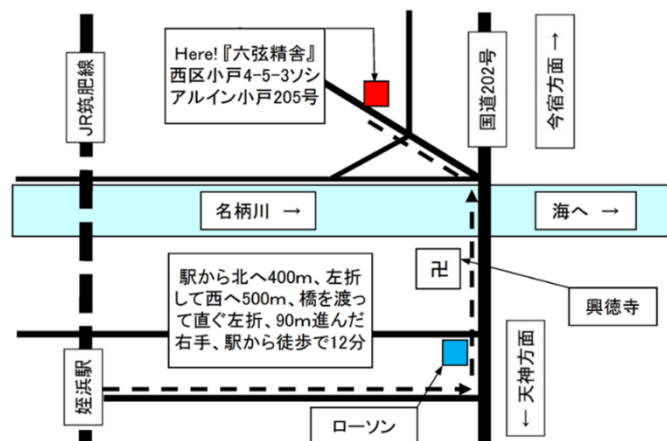 JR筑肥線
Here!『六弦精舎』
西区小戸4-5-3ソシ
アルイン小戸205号
国道202号
今宿方面 →
名柄川 →
海へ →
駅から北へ400m、左折
して西へ500m、橋を渡っ
て直ぐ左折、90m進んだ
右手、駅から徒歩で12分
卍
興徳寺
姪浜駅
ローソン
← 天神方面